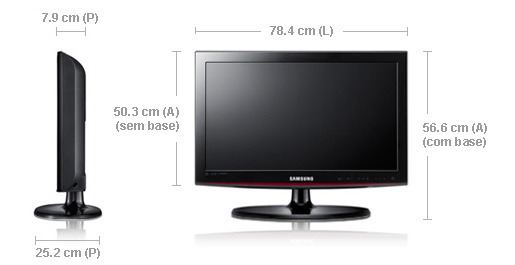 7.9 cm (P)
78.4 cm (L)
50.3 cm (A)
(sem base)
56.6 cm (A)
(com base)
SAMSUNG
25.2 cm (P)